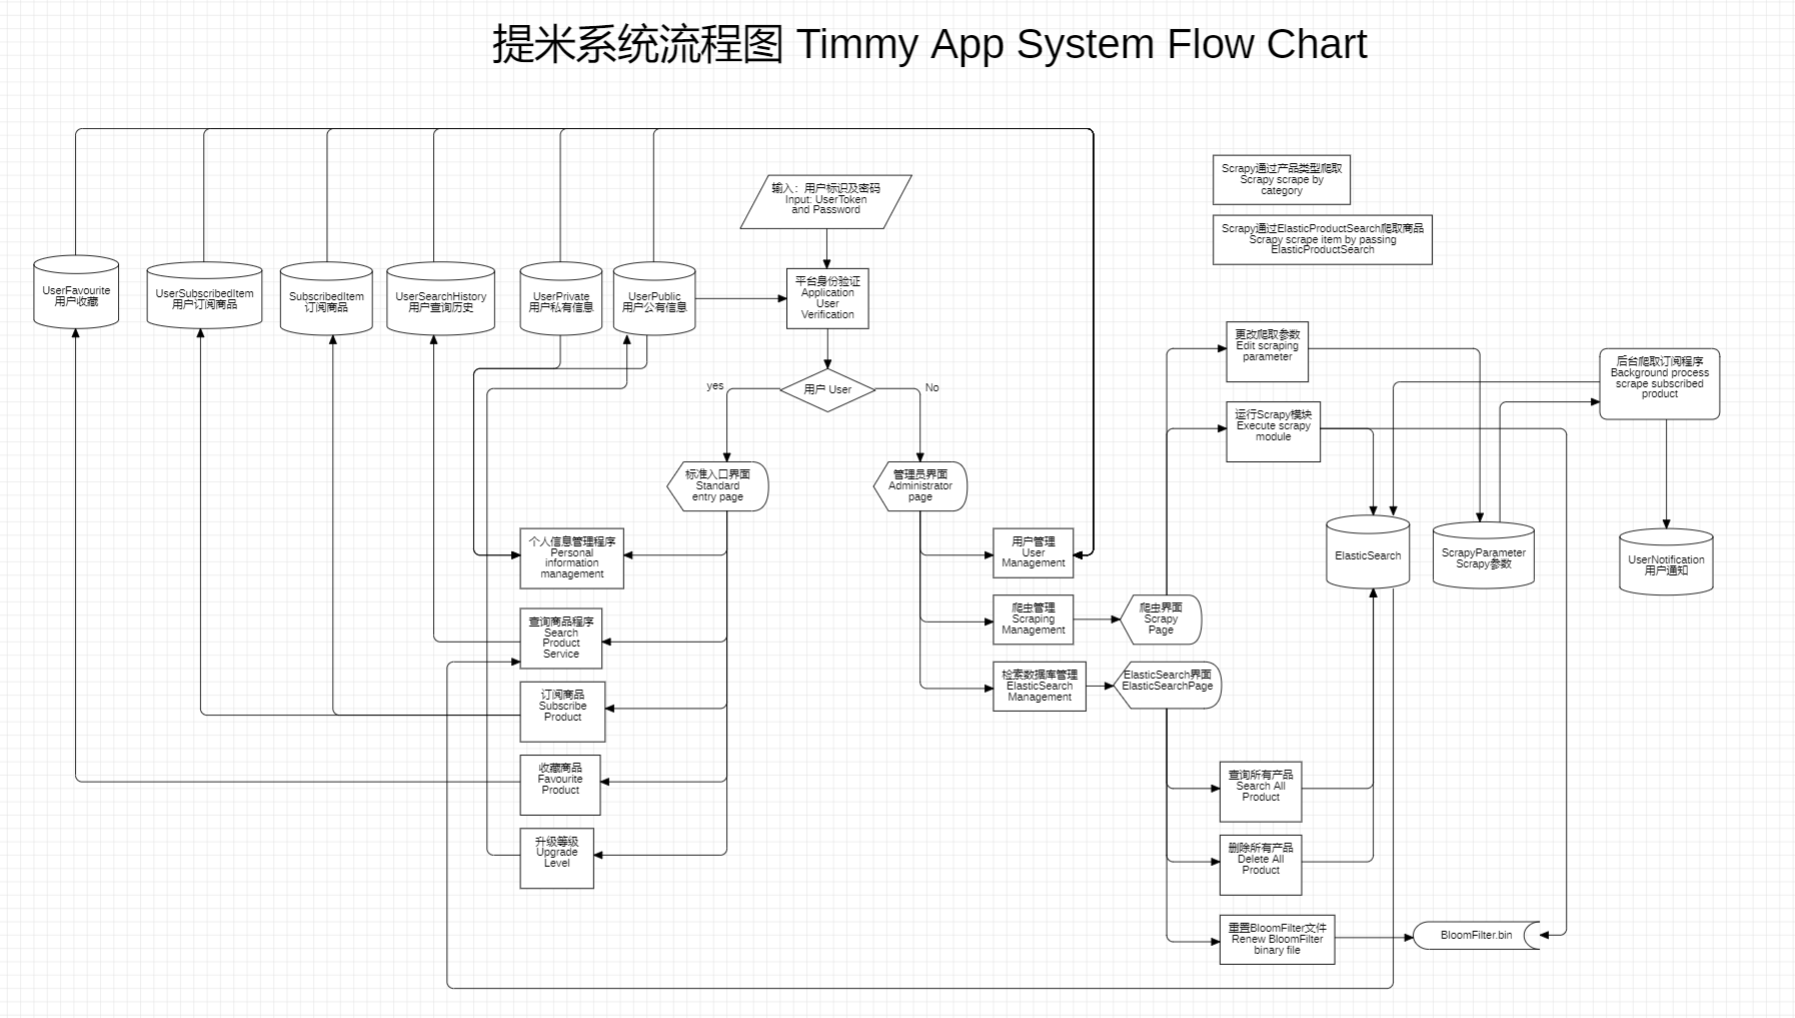 提米系统流程图 Timmy App System Flow Chart
输入：用户标识及密码
Input: UserToken
and Password
Scrapy通过产品类型爬取
Scrapy scrape by
category
Scrapy通过ElasticProductSearch爬取商品
Scrapy scrape item by passing
ElasticProductSearch
UserFavourite
用户收藏
UserSubscribedItem
用户订阅商品
SubscribedItem
订阅商品
UserSearchHistory
用户查询历史
UserPrivate
用户私有信息
UserPublic
用户公有信息
平台身份验证
Application
User
Verification
更改爬取参数
Edit scraping
parameter
后台爬取订阅程序
Background process
scrape subscribed
product
yes
用户 User
No
运行Scrapy模块
Execute scrapy
module
标准入口界面
Standard
entry page
管理员界面
Administrator
page
个人信息管理程序
Personal
information
management
用户管理
User
Management
ElasticSearch
ScrapyParameter
Scrapy参数
UserNotification
用户通知
查询商品程序
Search
Product
Service
爬虫管理
Scraping
Management
爬虫界面
Scrapy
Page
订阅商品
Subscribe
Product
检索数据库管理
ElasticSearch
Management
ElasticSearch界面
ElasticSearchPage
收藏商品
Favourite
Product
查询所有产品
Search All
Product
升级等级
Upgrade
Level
删除所有产品
Delete All
Product
重置BloomFilter文件
Renew BloomFilter
binary file
BloomFilter.bin